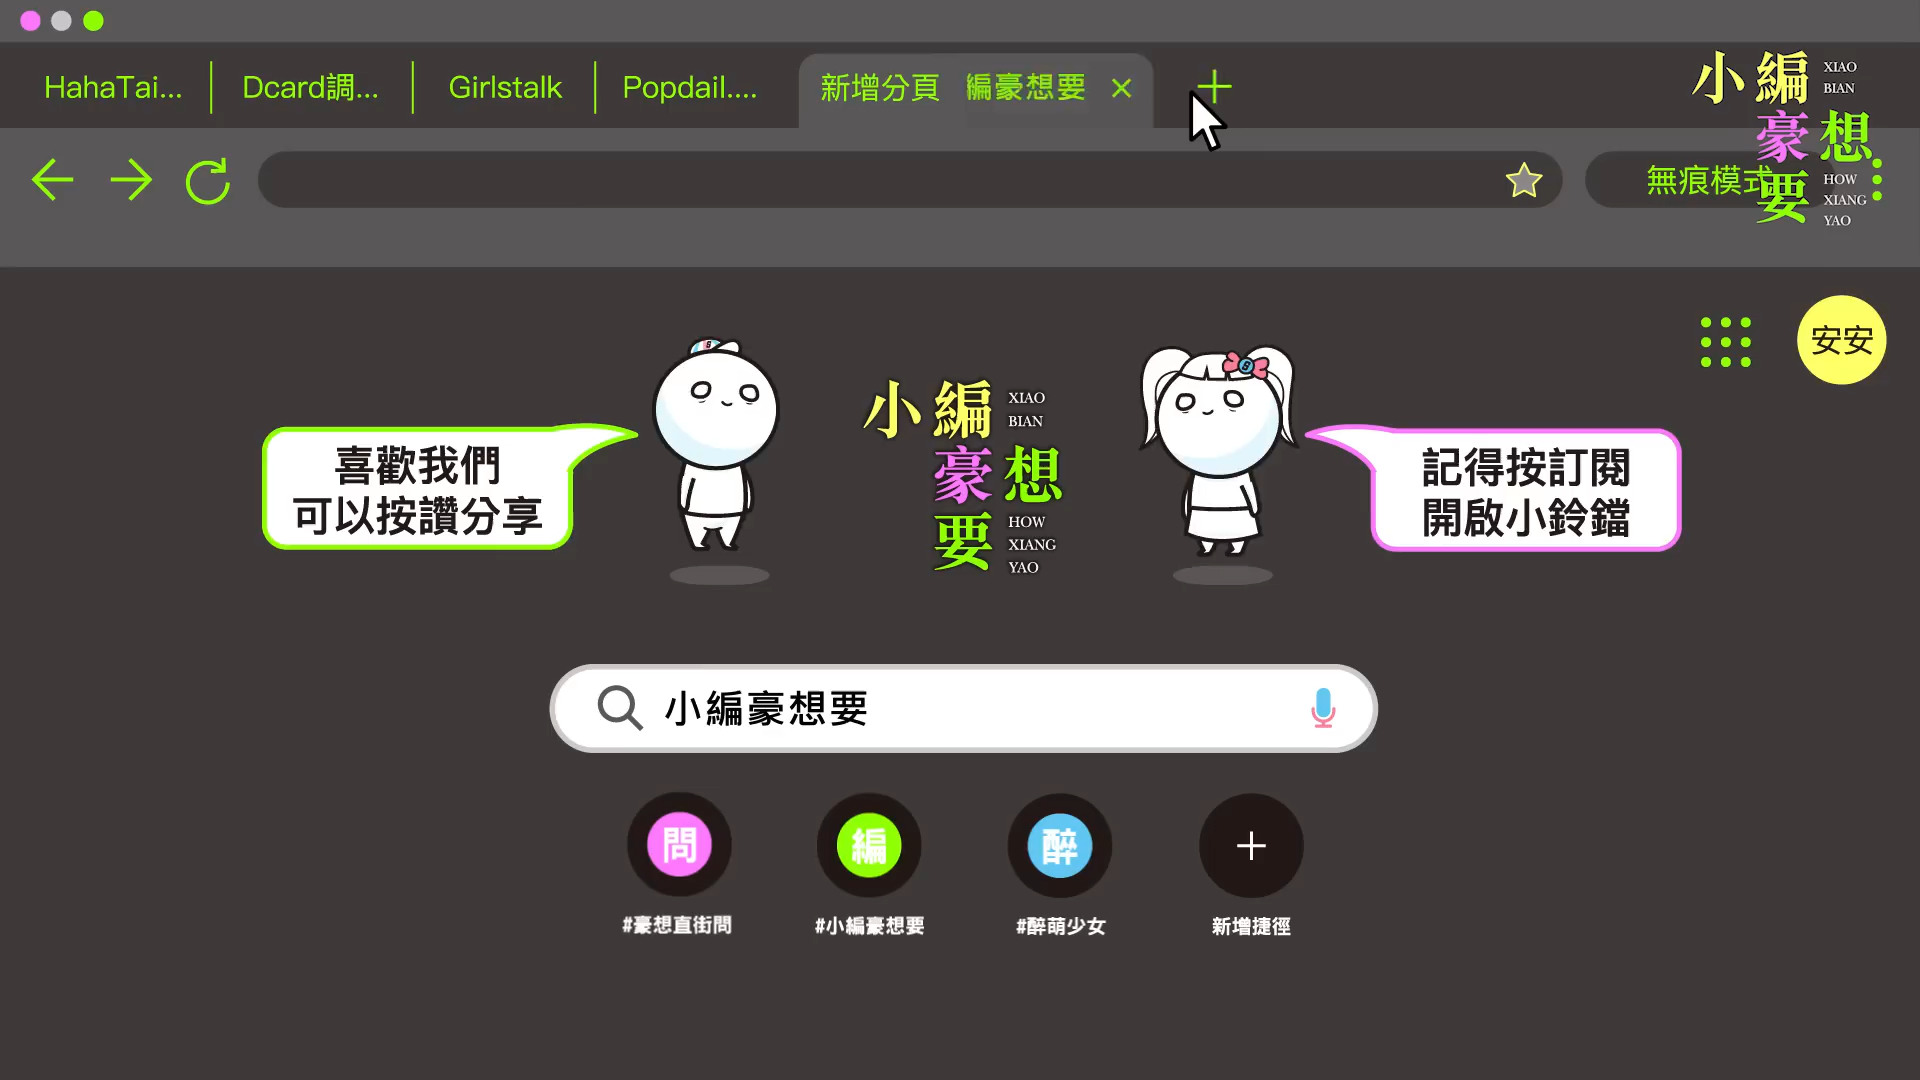 HahaTai...
Dcard調...
Girlstalk
Popdail....
新增分頁 編豪想要
小編豪想要
XIAO
BIAN
HOW
XIANG
YAO
無痕模式
安安
喜歡我們
可以按讚分享
小編豪想要
XIAO
BIAN
HOW
XIANG
YAO
記得按訂閱
開啟小鈴鐺
小編豪想要
問
編
醉
#豪想直街問
#小編豪想要
#醉萌少女
新增捷徑